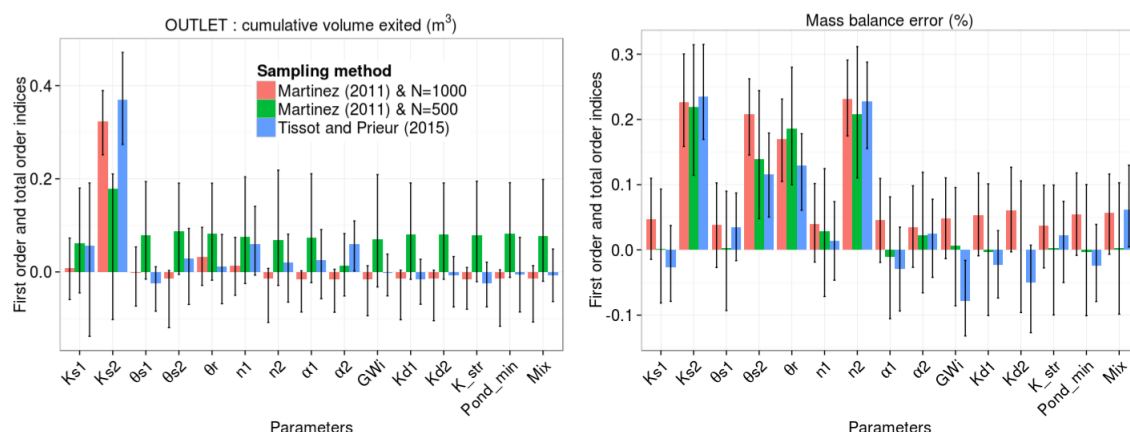 OUTLET : cumulative volume exited (m³)
First order and total order indices
0.4
0.2
0.0
Sampling method
Martinez (2011) & N=1000
Martinez (2011) & N=500
Tissot and Prieur (2015)
Ks1 Ks2 θs1 θs2 θr n1 n2 α1 α2 GWi Kd1 Kd2 K_str Pond_min Mix
Parameters
Mass balance error (%)
First order and total order indices
0.3
0.2
0.1
0.0
-0.1
Ks1 Ks2 θs1 θs2 θr n1 n2 α1 α2 GWi Kd1 Kd2 K_str Pond_min Mix
Parameters